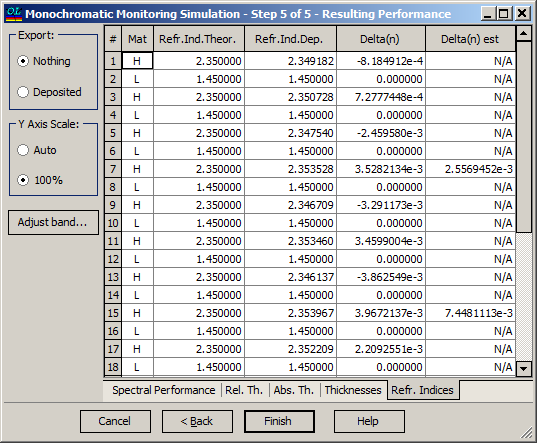 OL Monochromatic Monitoring Simulation - Step 5 of 5 - Resulting Performance
Export:
Nothing
Deposited
Y Axis Scale:
Auto
100%
Adjust band...
# Mat Refr.Ind.Theor. Refr.Ind.Dep. Delta(n) Delta(n) est
1 H 2.350000 2.349182 -8.184912e-4 N/A
2 L 1.450000 1.450000 0.000000 N/A
3 H 2.350000 2.350728 7.2777448e-4 N/A
4 L 1.450000 1.450000 0.000000 N/A
5 H 2.350000 2.347540 -2.459580e-3 N/A
6 L 1.450000 1.450000 0.000000 N/A
7 H 2.350000 2.353528 3.5282134e-3 2.5569452e-3
8 L 1.450000 1.450000 0.000000 N/A
9 H 2.350000 2.346709 -3.291173e-3 N/A
10 L 1.450000 1.450000 0.000000 N/A
11 H 2.350000 2.353460 3.4599004e-3 N/A
12 L 1.450000 1.450000 0.000000 N/A
13 H 2.350000 2.346137 -3.862549e-3 N/A
14 L 1.450000 1.450000 0.000000 N/A
15 H 2.350000 2.353967 3.9672137e-3 7.4481113e-3
16 L 1.450000 1.450000 0.000000 N/A
17 H 2.350000 2.352209 2.2092551e-3 N/A
18 L 1.450000 1.450000 0.000000 N/A
Spectral Performance Rel. Th. Abs. Th. Thicknesses Refr. Indices
Cancel < Back Finish Help